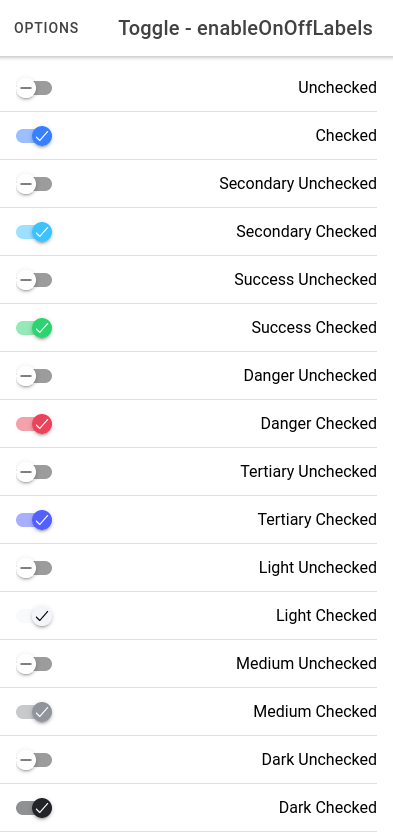 OPTIONS Toggle - enableOnOffLabels
Unchecked
Checked
Secondary Unchecked
Secondary Checked
Success Unchecked
Success Checked
Danger Unchecked
Danger Checked
Tertiary Unchecked
Tertiary Checked
Light Unchecked
Light Checked
Medium Unchecked
Medium Checked
Dark Unchecked
Dark Checked